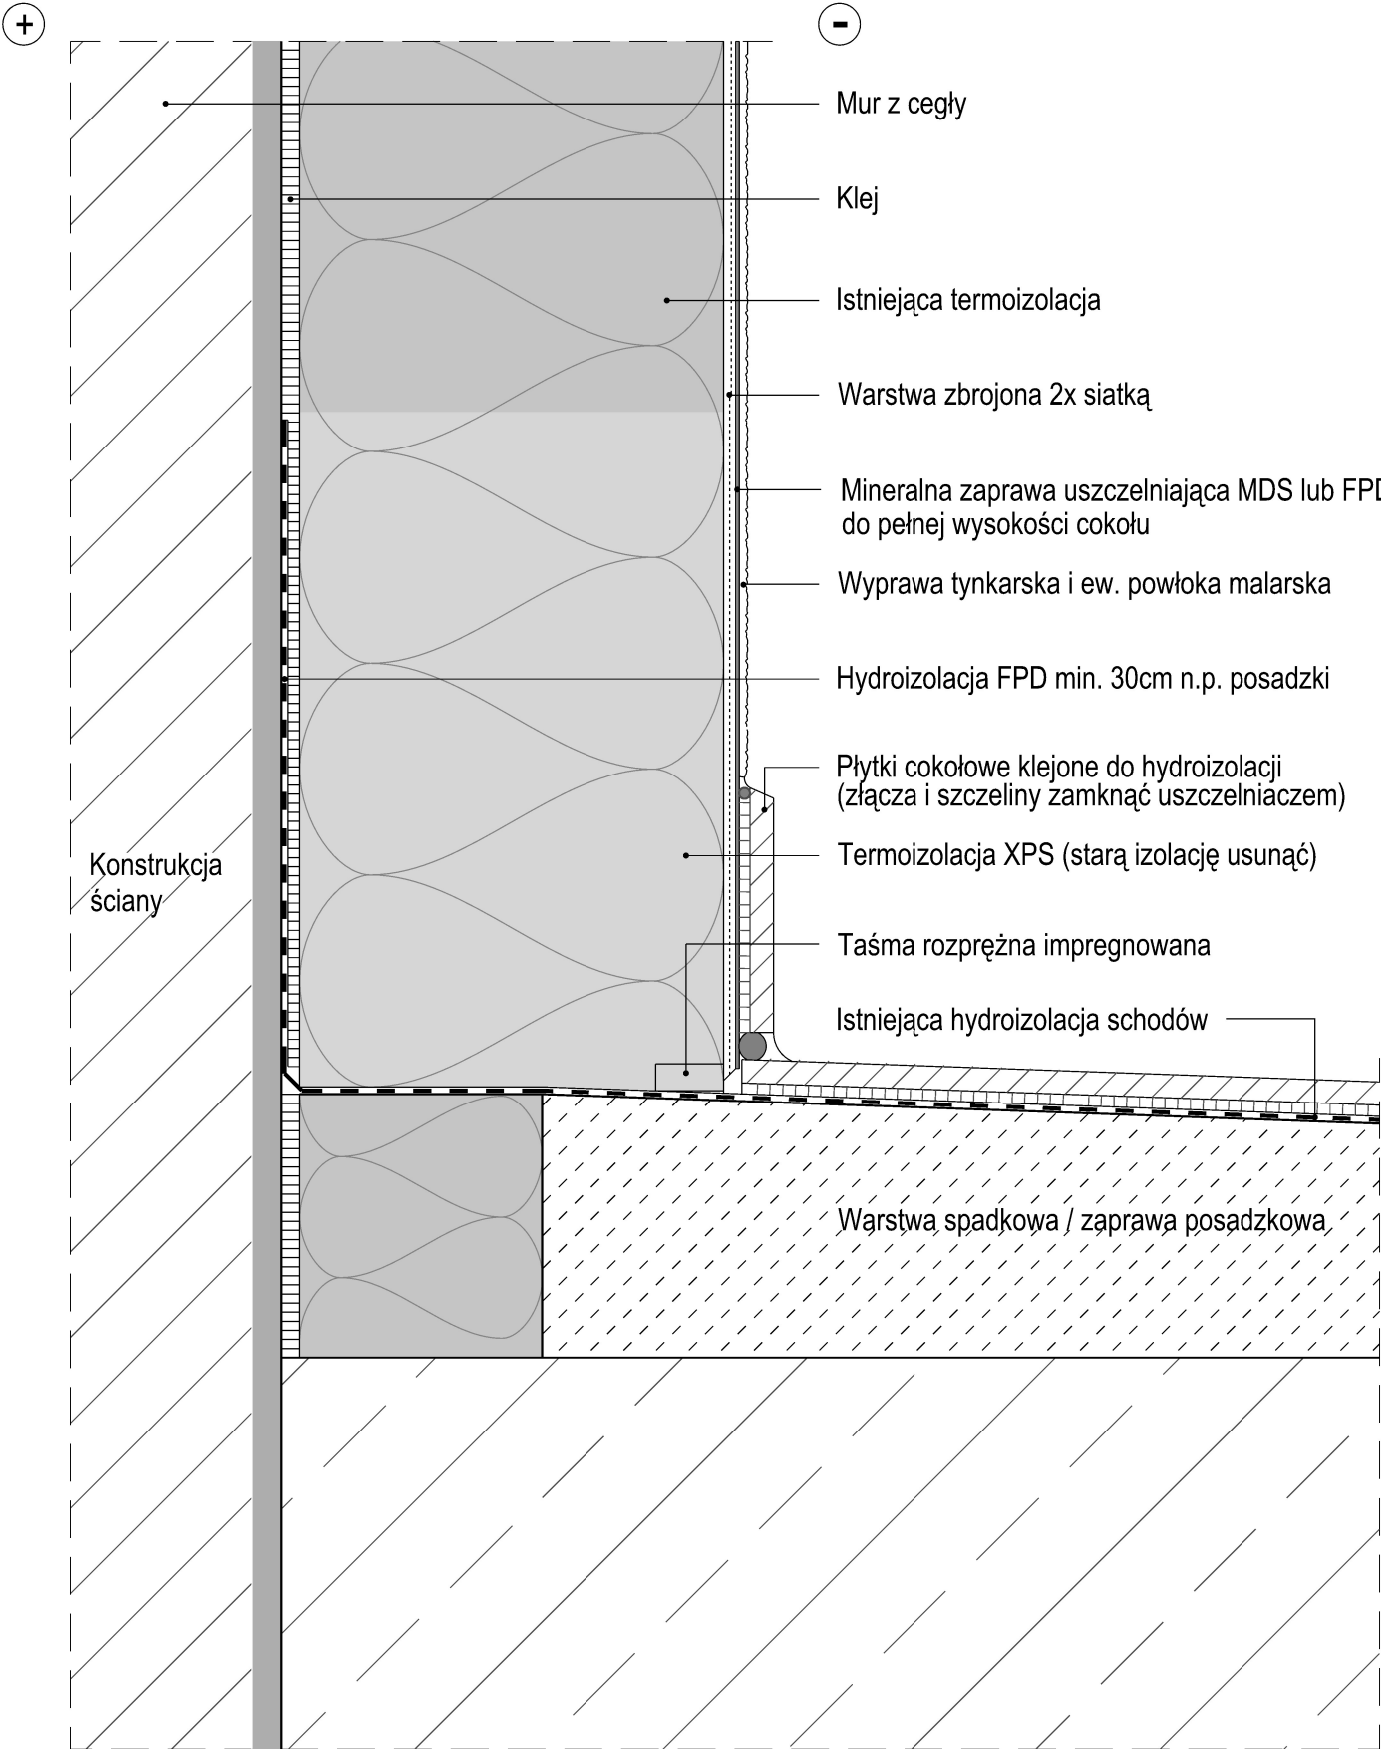 +
-
Mur z cegły
Klej
Istniejąca termoizolacja
Warstwa zbrojona 2x siatką
Mineralna zaprawa uszczelniająca MDS lub FPD
do pełnej wysokości cokołu
Wyprawa tynkarska i ew. powłoka malarska
Hydroizolacja FPD min. 30cm n.p. posadzki
Płytki cokołowe klejone do hydroizolacji
(złącza i szczeliny zamknąć uszczelniaczem)
Termoizolacja XPS (starą izolację usunąć)
Konstrukcja
ściany
Taśma rozprężna impregnowana
Istniejąca hydroizolacja schodów
Warstwa spadkowa / zaprawa posadzkowa